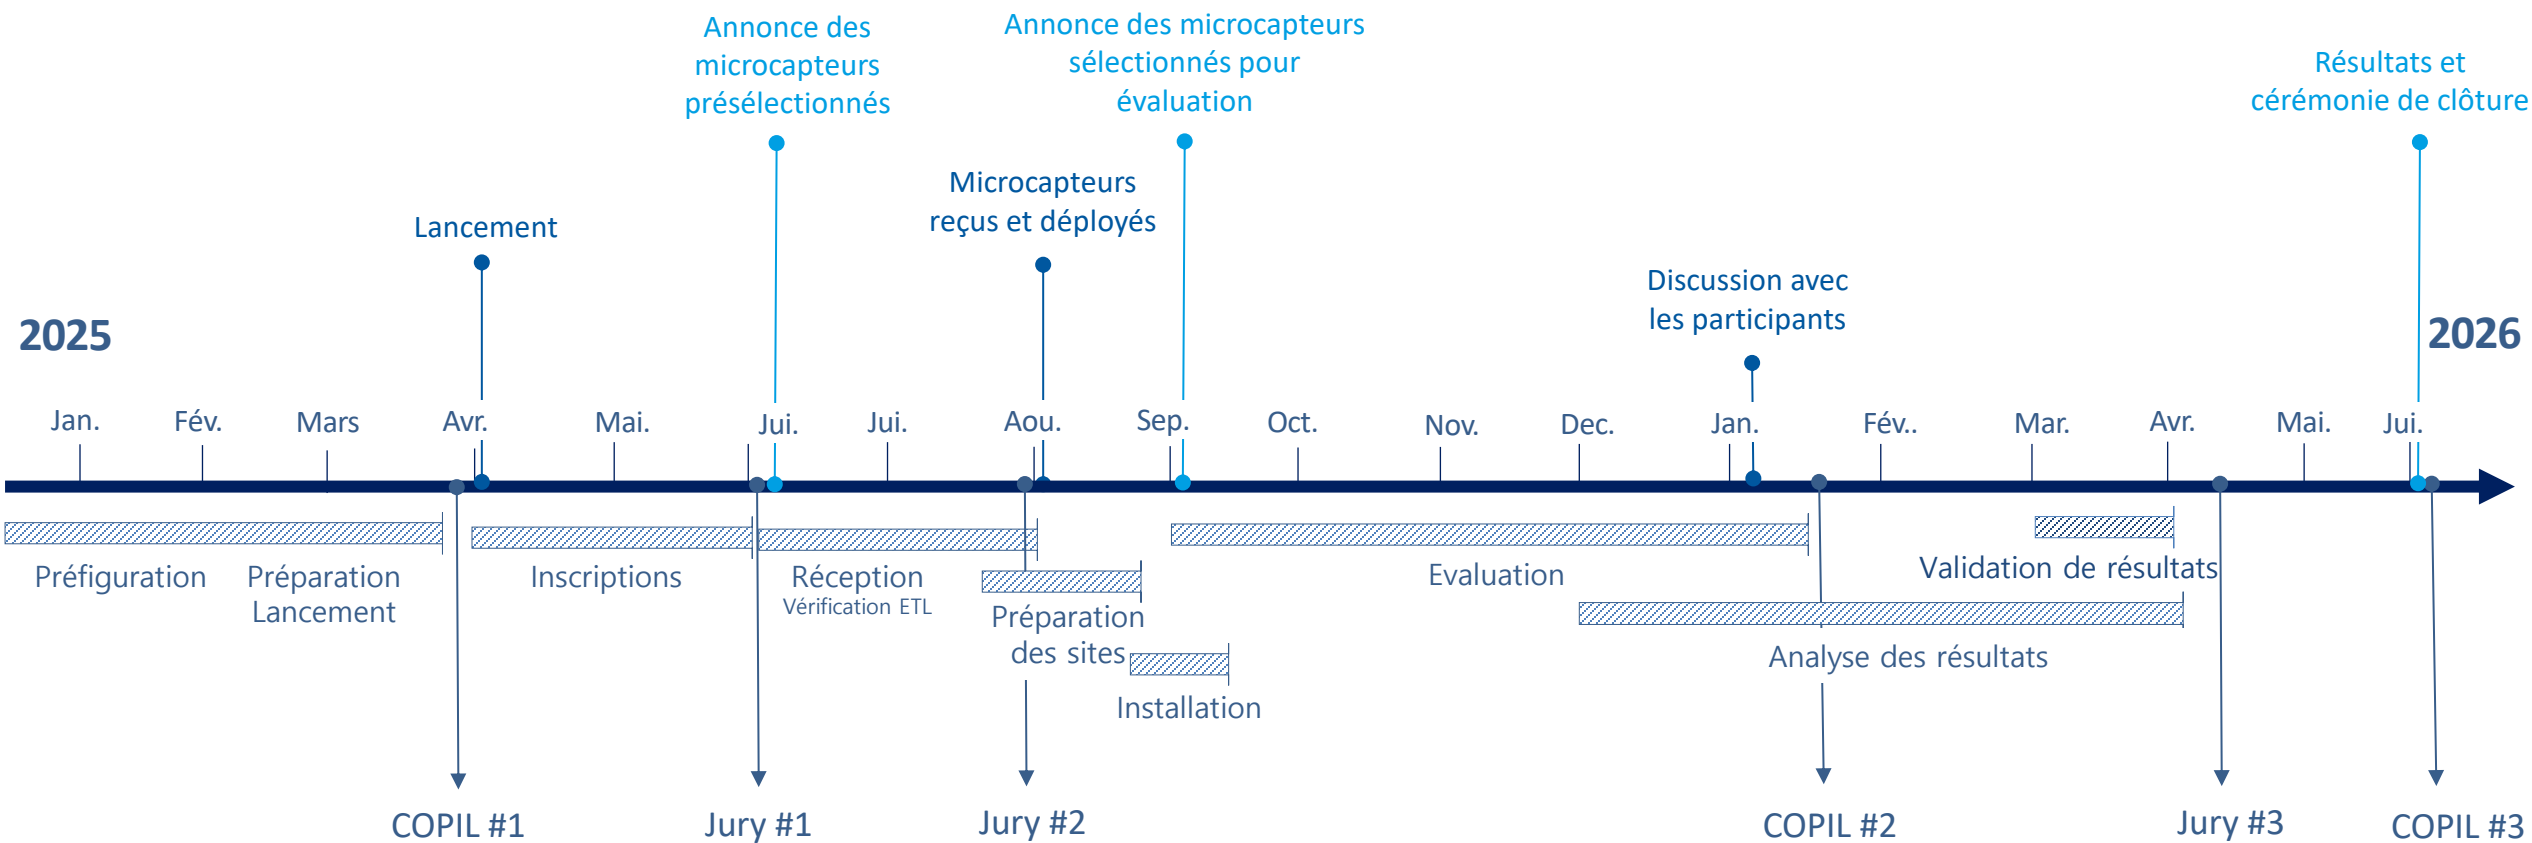 Annonce des
microcapteurs
présélectionnés
Annonce des microcapteurs
sélectionnés pour
évaluation
Résultats et
cérémonie de clôture
Microcapteurs
reçus et déployés
Lancement
Discussion avec
les participants
2025
2026
Jan.
Fév.
Mars
Avr.
Mai.
Jui.
Jui.
Aou.
Sep.
Oct.
Nov.
Dec.
Jan.
Fév..
Mar.
Avr.
Mai.
Jui.
Préfiguration
Préparation
Lancement
Inscriptions
Réception
Vérification ETL
Préparation
des sites
Installation
Evaluation
Validation de résultats
Analyse des résultats
COPIL #1
Jury #1
Jury #2
COPIL #2
Jury #3
COPIL #3